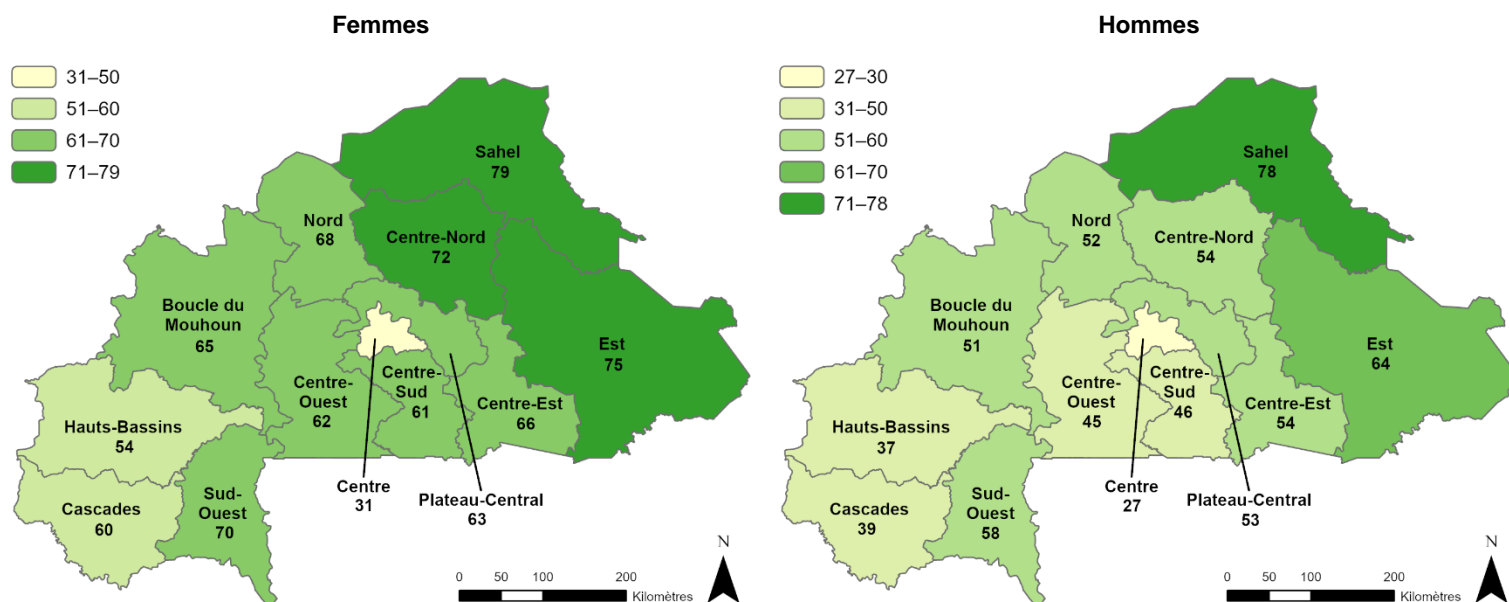 Femmes
31–50
51–60
61–70
71–79
Sahel
79
Nord
68
Centre-Nord
72
Boucle du
Mouhoun
65
Est
75
Centre-
Ouest
62
Centre-
Sud
61
Centre-Est
66
Hauts-Bassins
54
Centre
31
Plateau-Central
63
Cascades
60
Sud-
Ouest
70
N
0 50 100 200
Kilomètres
Hommes
27–30
31–50
51–60
61–70
71–78
Sahel
78
Nord
52
Centre-Nord
54
Boucle du
Mouhoun
51
Est
64
Centre-
Ouest
45
Centre-
Sud
46
Centre-Est
54
Hauts-Bassins
37
Centre
27
Plateau-Central
53
Cascades
39
Sud-
Ouest
58
N
0 50 100 200
Kilomètres